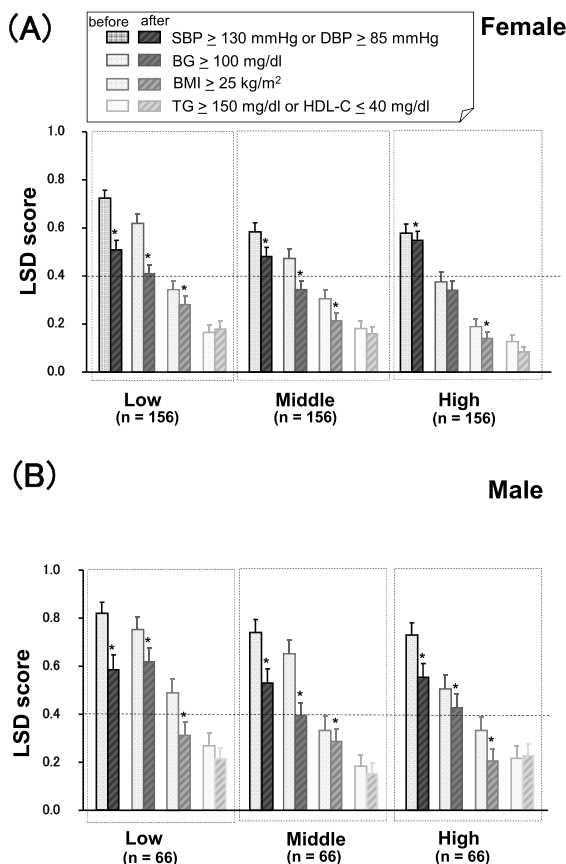 (A)
Female
before after
SBP ≥ 130 mmHg or DBP ≥ 85 mmHg
BG ≥ 100 mg/dl
BMI ≥ 25 kg/m²
TG ≥ 150 mg/dl or HDL-C ≤ 40 mg/dl
LSD score
1.0
0.8
0.6
0.4
0.2
0.0
* * * * * * * *
Low Middle High
(n = 156) (n = 156) (n = 156)
(B)
Male
LSD score
1.0
0.8
0.6
0.4
0.2
0.0
* * * * * * * * *
Low Middle High
(n = 66) (n = 66) (n = 66)